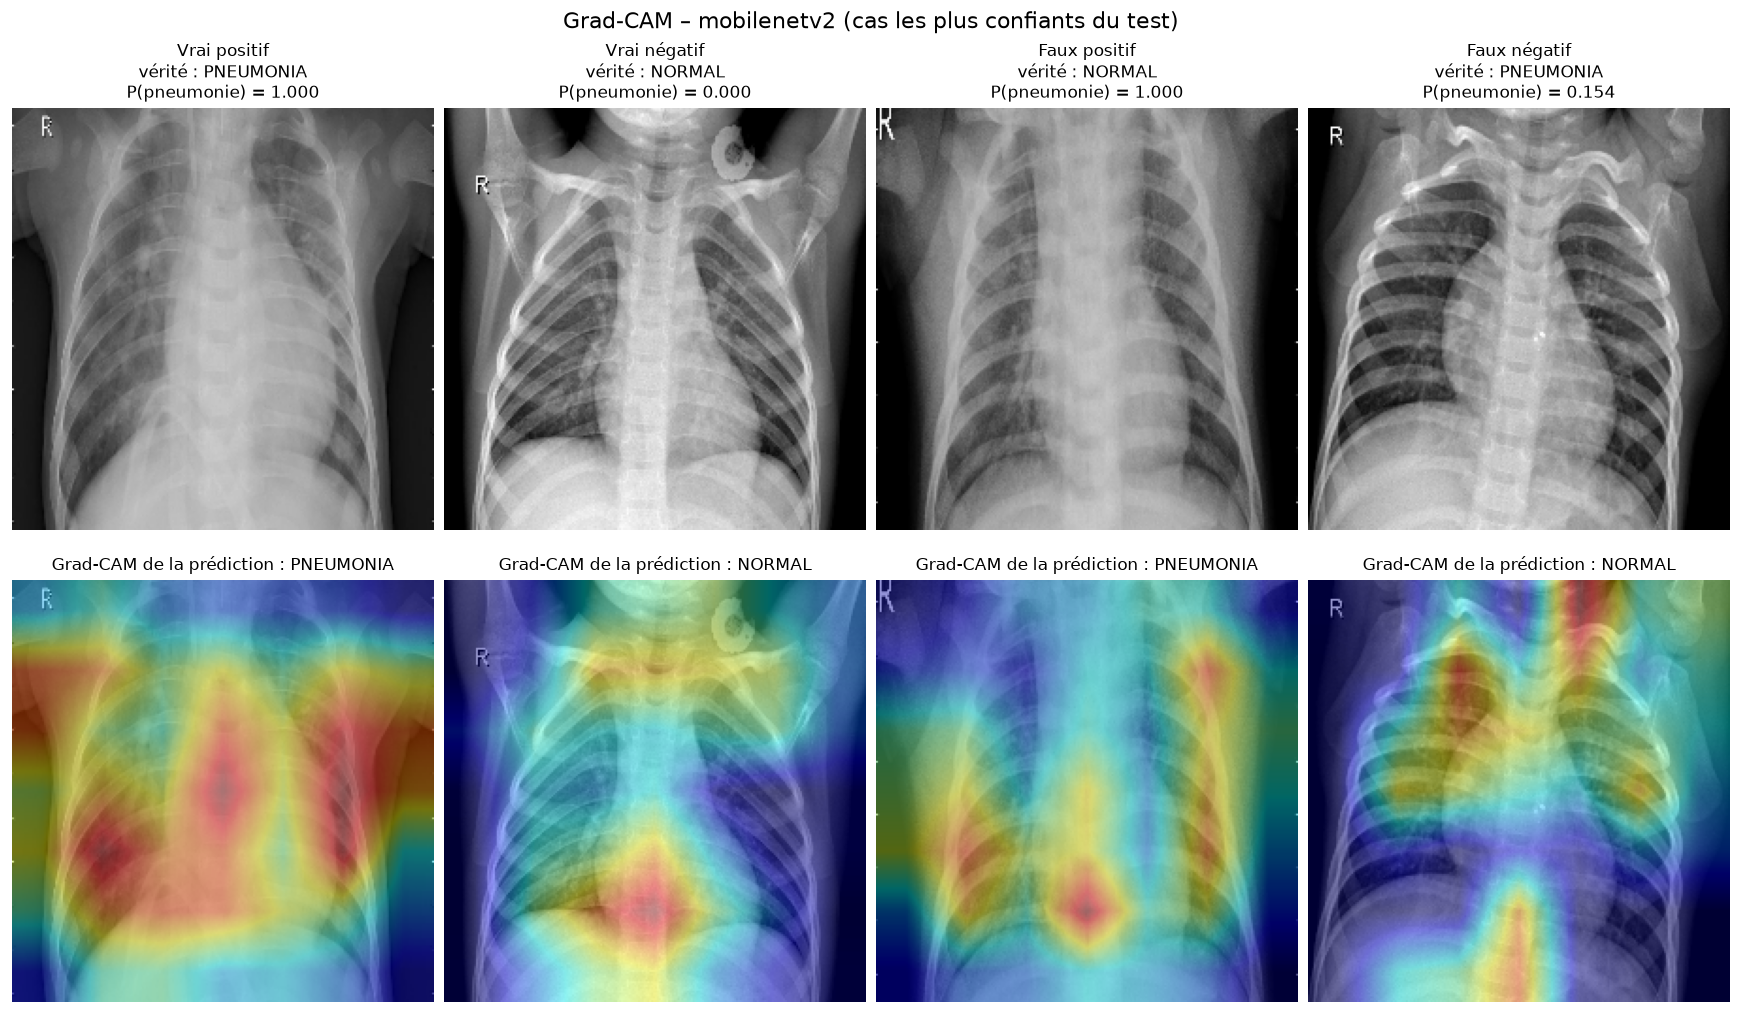 Grad-CAM – mobilenetv2 (cas les plus confiants du test)
Vrai positif
vérité : PNEUMONIA
P(pneumonie) = 1.000
Vrai négatif
vérité : NORMAL
P(pneumonie) = 0.000
Faux positif
vérité : NORMAL
P(pneumonie) = 1.000
Faux négatif
vérité : PNEUMONIA
P(pneumonie) = 0.154
R
R
R
R
Grad-CAM de la prédiction : PNEUMONIA
Grad-CAM de la prédiction : NORMAL
Grad-CAM de la prédiction : PNEUMONIA
Grad-CAM de la prédiction : NORMAL
R
R
R
R